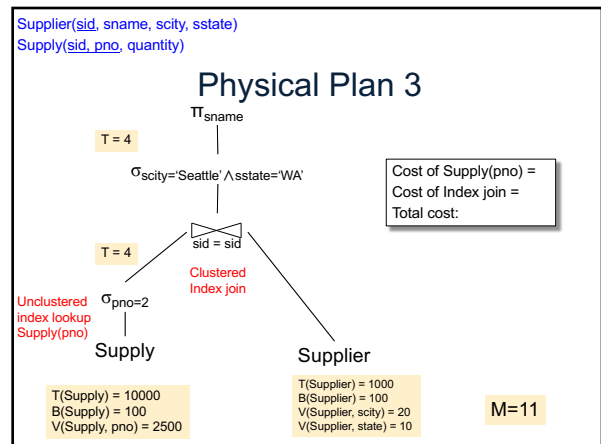 Supplier(sid, sname, scity, sstate)
Supply(sid, pno, quantity)
Physical Plan 3
πsname
T = 4
σscity='Seattle' ∧sstate='WA'
Cost of Supply(pno) =
Cost of Index join =
Total cost:
sid = sid
T = 4
Clustered
Index join
Unclustered
index lookup
Supply(pno)
σpno=2
Supply
Supplier
T(Supply) = 10000
B(Supply) = 100
V(Supply, pno) = 2500
T(Supplier) = 1000
B(Supplier) = 100
V(Supplier, scity) = 20
V(Supplier, state) = 10
M=11